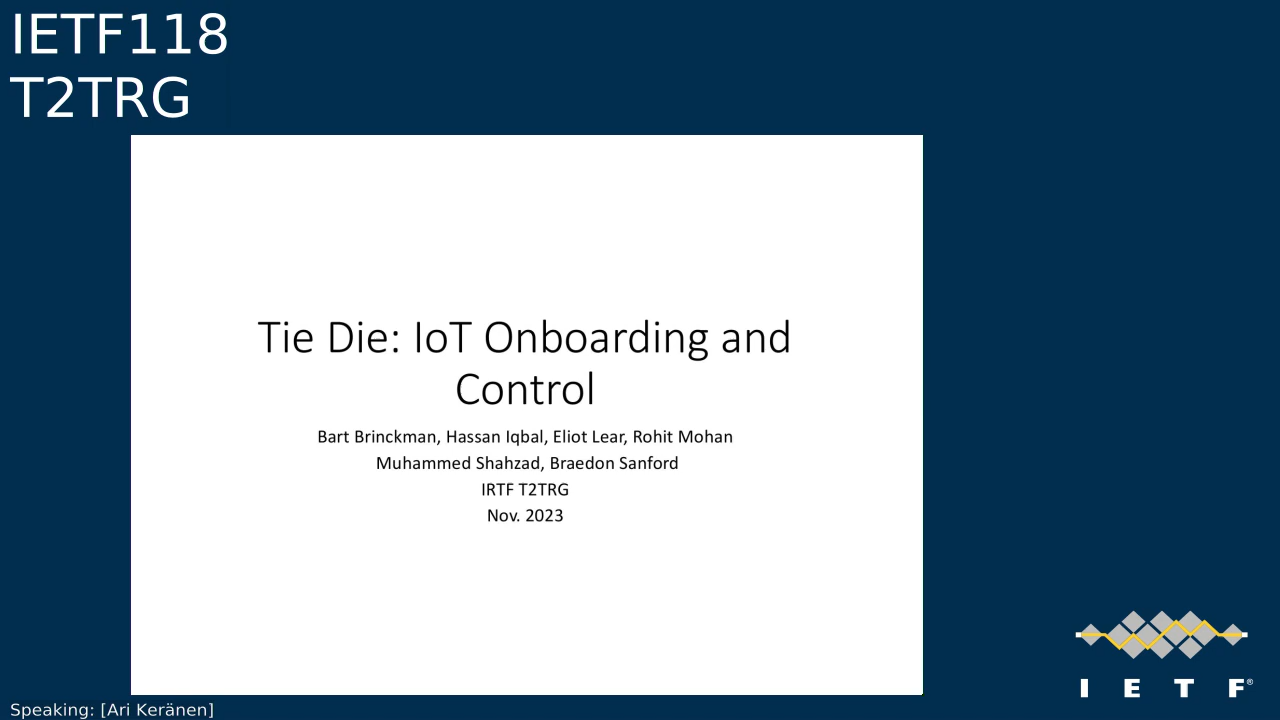 IETF118
T2TRG
Tie Die: IoT Onboarding and
Control
Bart Brinckman, Hassan Iqbal, Eliot Lear, Rohit Mohan
Muhammed Shahzad, Braedon Sanford
IRTF T2TRG
Nov. 2023
I E T F®
Speaking: [Ari Keränen]